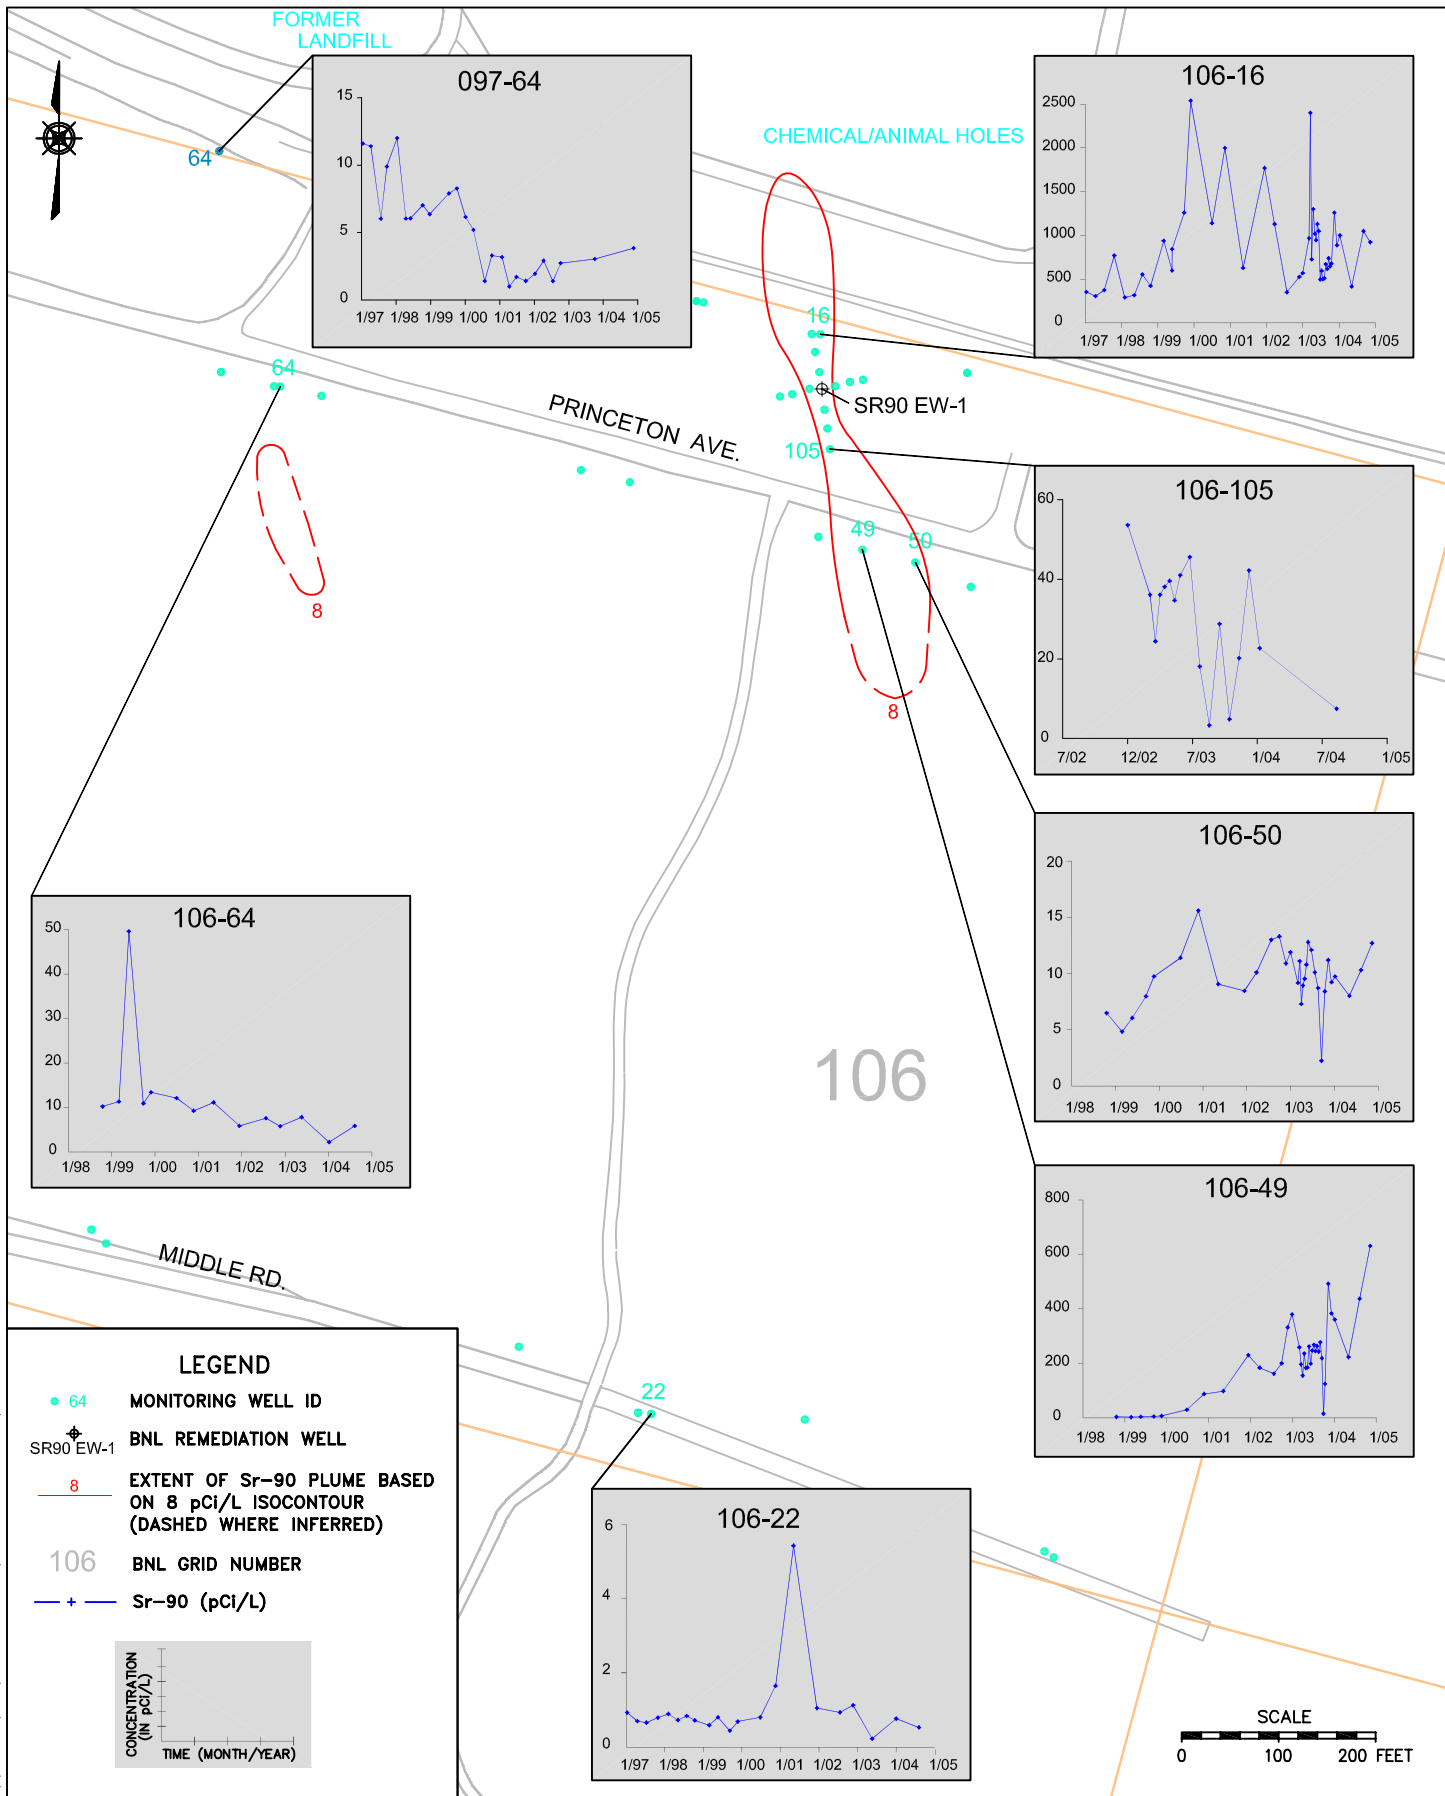 FORMER
LANDFILL
64
CHEMICAL/ANIMAL HOLES
097-64
15
10
5
0
1/97 1/98 1/99 1/00 1/01 1/02 1/03 1/04 1/05
106-16
2500
2000
1500
1000
500
0
1/97 1/98 1/99 1/00 1/01 1/02 1/03 1/04 1/05
16
64
SR90 EW-1
PRINCETON AVE.
105
49
50
8
8
106-105
60
40
20
0
7/02 12/02 7/03 1/04 7/04 1/05
106-50
20
15
10
5
0
1/98 1/99 1/00 1/01 1/02 1/03 1/04 1/05
106-64
50
40
30
20
10
0
1/98 1/99 1/00 1/01 1/02 1/03 1/04 1/05
106
106-49
800
600
400
200
0
1/98 1/99 1/00 1/01 1/02 1/03 1/04 1/05
MIDDLE RD.
22
106-22
6
4
2
0
1/97 1/98 1/99 1/00 1/01 1/02 1/03 1/04 1/05
LEGEND
64 MONITORING WELL ID
SR90 EW-1 BNL REMEDIATION WELL
8 EXTENT OF Sr-90 PLUME BASED
ON 8 pCi/L ISOCONTOUR
(DASHED WHERE INFERRED)
106 BNL GRID NUMBER
Sr-90 (pCi/L)
CONCENTRATION
(IN pCi/L)
TIME (MONTH/YEAR)
SCALE
0 100 200 FEET